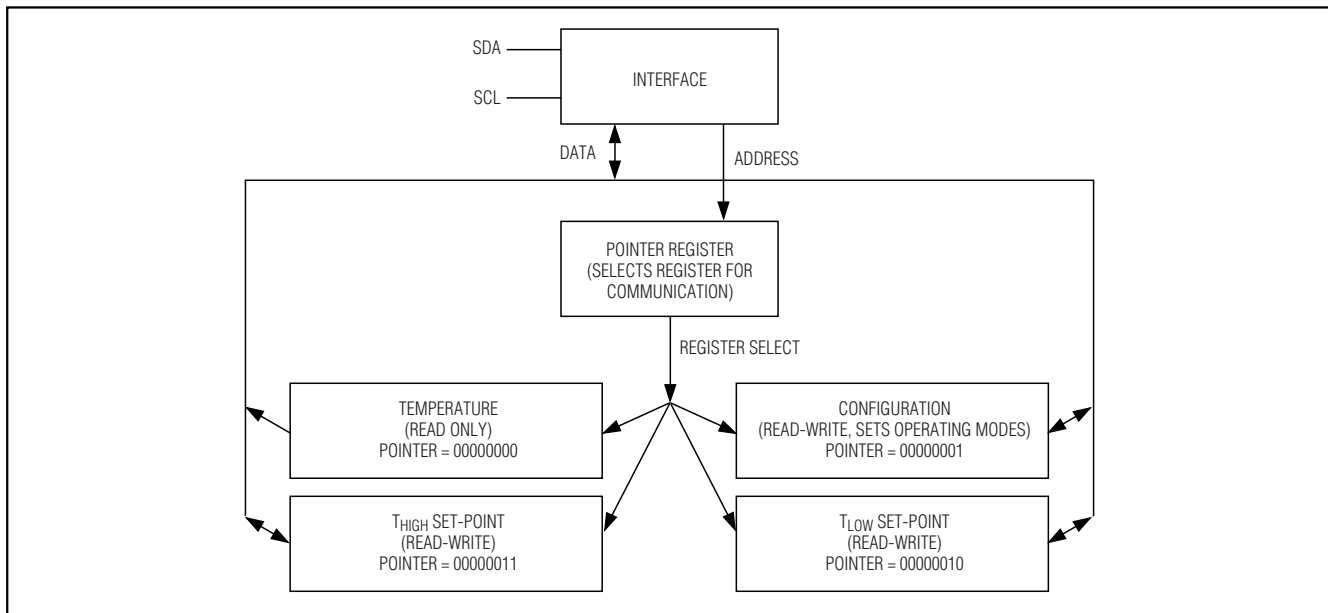 SDA
INTERFACE
SCL
DATA
ADDRESS
POINTER REGISTER
(SELECTS REGISTER FOR
COMMUNICATION)
REGISTER SELECT
TEMPERATURE
(READ ONLY)
POINTER = 00000000
CONFIGURATION
(READ-WRITE, SETS OPERATING MODES)
POINTER = 00000001
THIGH SET-POINT
(READ-WRITE)
POINTER = 00000011
TLOW SET-POINT
(READ-WRITE)
POINTER = 00000010